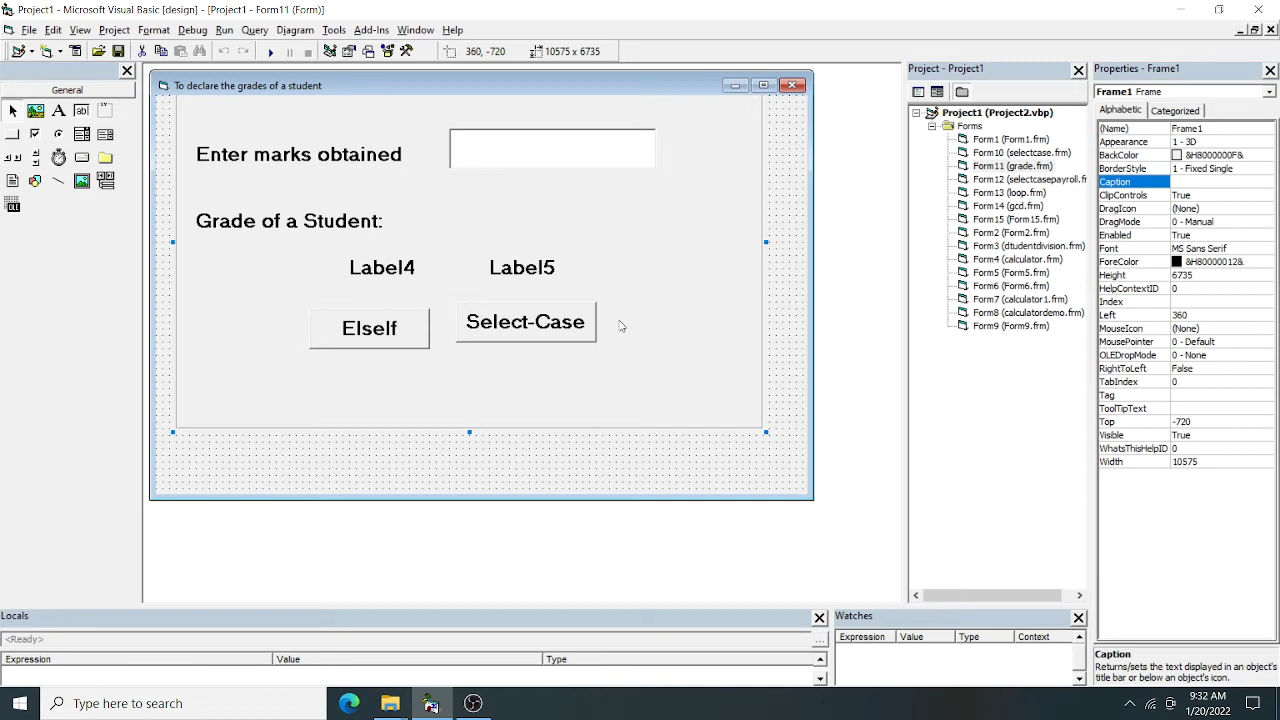 Project1 - Microsoft Visual Basic [design] - [Project1 - Form11 (Form)]
File Edit View Project Format Debug Run Query Diagram Tools Add-Ins Window Help
360, -720 10575 x 6735
General
To declare the grades of a student
Enter marks obtained
Grade of a Student:
Label4 Label5
ElseIf Select-Case
Project - Project1
Project1 (Project2.vbp)
Forms
Form1 (Form1.frm)
Form10 (selectcase.frm)
Form11 (grade.frm)
Form12 (selectcasepayroll.f
Form13 (loop.frm)
Form14 (gcd.frm)
Form15 (Form15.frm)
Form2 (Form2.frm)
Form3 (dtudentdivision.frm)
Form4 (calculator.frm)
Form5 (Form5.frm)
Form6 (Form6.frm)
Form7 (calculator1.frm)
Form8 (calculatordemo.frm)
Form9 (Form9.frm)
Properties - Frame1
Frame1 Frame
Alphabetic Categorized
(Name) Frame1
Appearance 1 - 3D
BackColor &H8000000F&
BorderStyle 1 - Fixed Single
Caption
ClipControls True
DragIcon (None)
DragMode 0 - Manual
Enabled True
Font MS Sans Serif
ForeColor &H80000012&
Height 6735
HelpContextID 0
Index
Left 360
MouseIcon (None)
MousePointer 0 - Default
OLEDropMode 0 - None
RightToLeft False
TabIndex 0
Tag
ToolTipText
Top -720
Visible True
WhatsThisHelpID 0
Width 10575
Caption
Returns/sets the text displayed in an object's
title bar or below an object's icon.
Locals
<Ready>
Expression Value Type
Watches
Expression Value Type Context
Type here to search
9:32 AM
1/20/2022